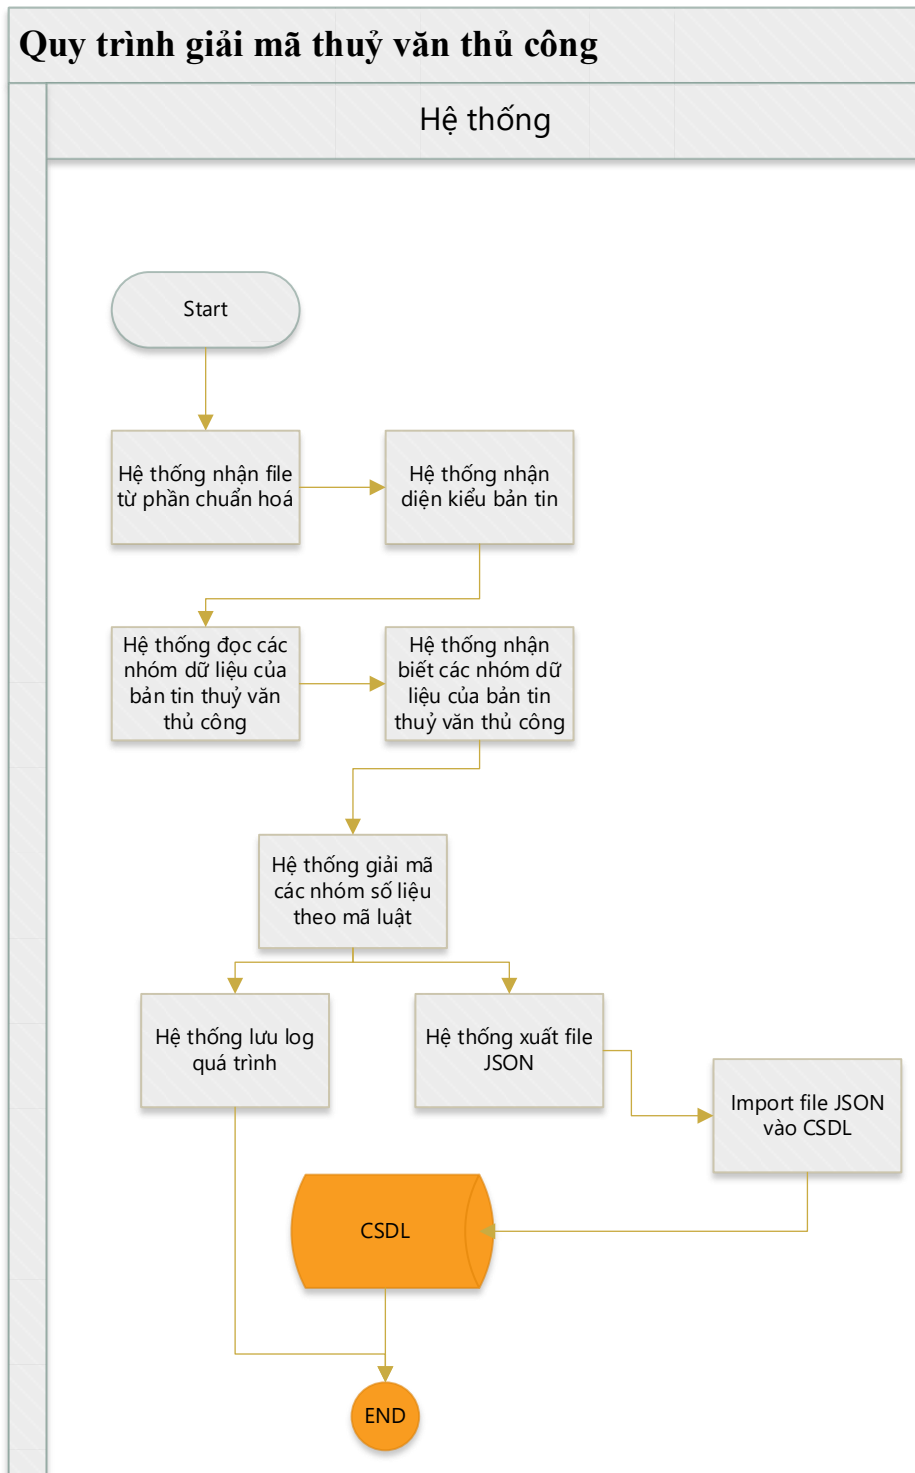 Quy trình giải mã thuỷ văn thủ công
Hệ thống
Start
Hệ thống nhận file
từ phần chuẩn hoá
Hệ thống nhận
diện kiểu bản tin
Hệ thống đọc các
nhóm dữ liệu của
bản tin thuỷ văn
thủ công
Hệ thống nhận
biết các nhóm dữ
liệu của bản tin
thuỷ văn thủ công
Hệ thống giải mã
các nhóm số liệu
theo mã luật
Hệ thống lưu log
quá trình
Hệ thống xuất file
JSON
Import file JSON
vào CSDL
CSDL
END